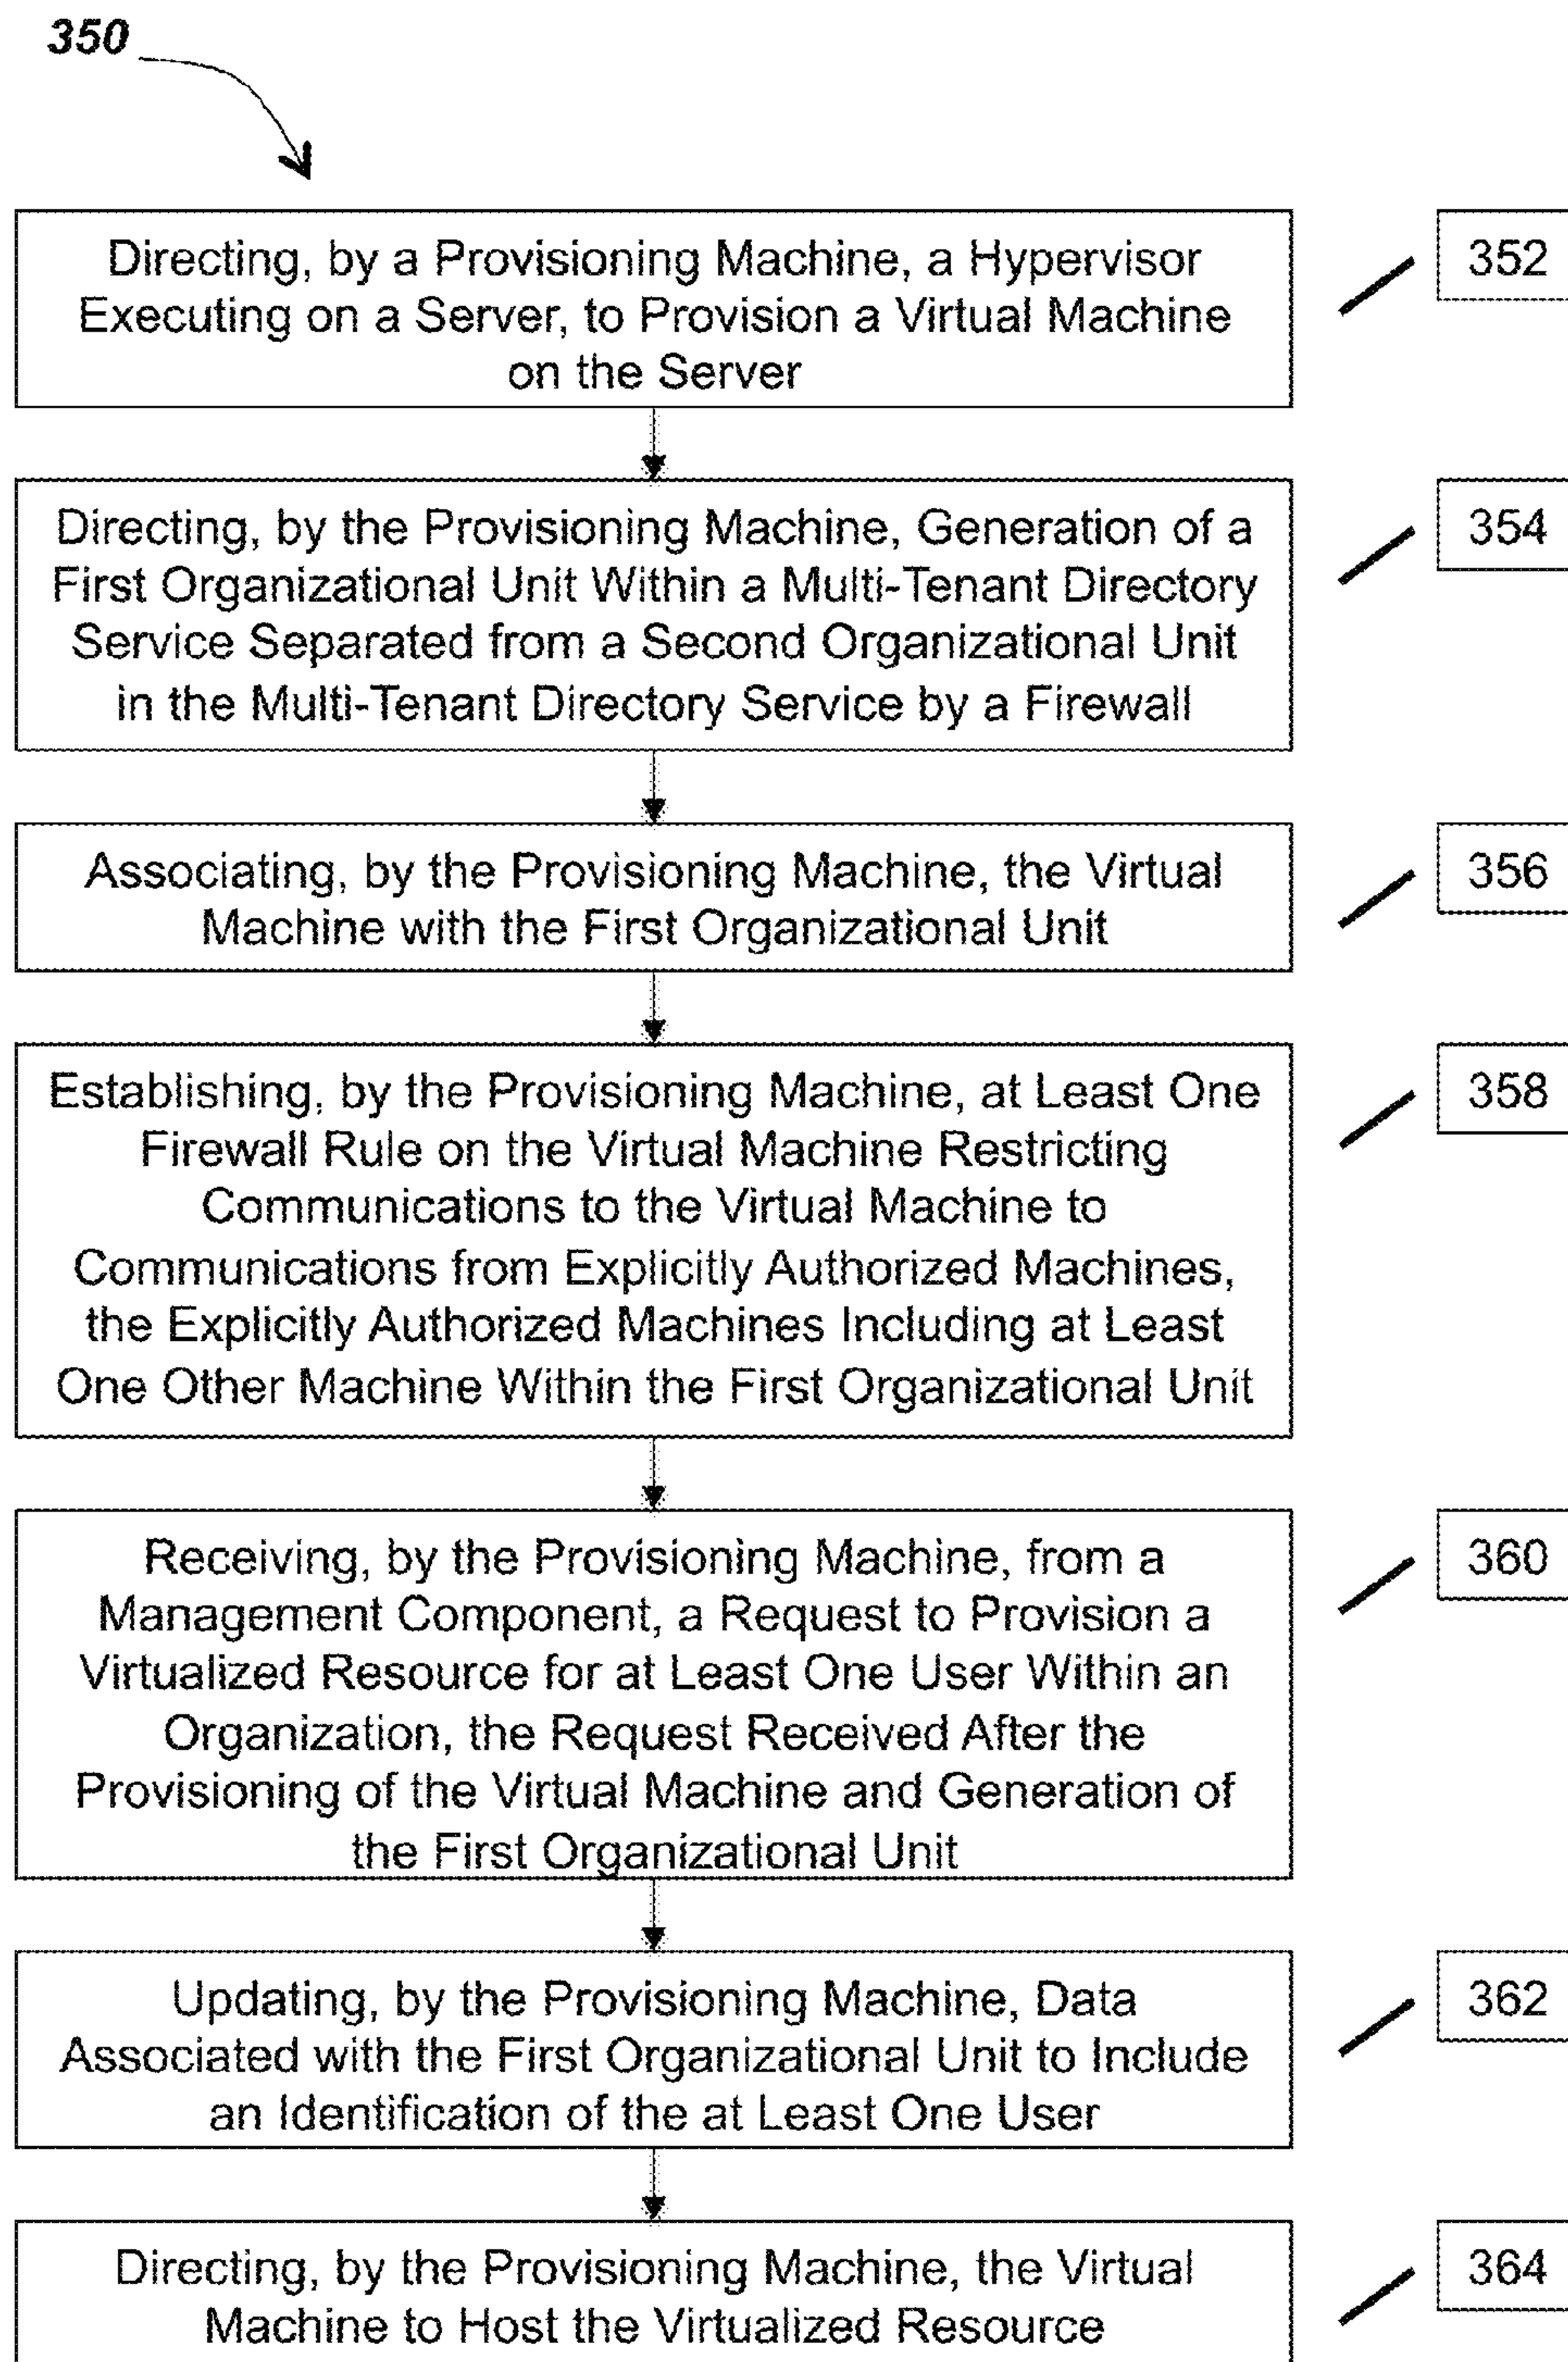 350
Directing, by a Provisioning Machine, a Hypervisor
Executing on a Server, to Provision a Virtual Machine
on the Server
352
Directing, by the Provisioning Machine, Generation of a
First Organizational Unit Within a Multi-Tenant Directory
Service Separated from a Second Organizational Unit
in the Multi-Tenant Directory Service by a Firewall
354
Associating, by the Provisioning Machine, the Virtual
Machine with the First Organizational Unit
356
Establishing, by the Provisioning Machine, at Least One
Firewall Rule on the Virtual Machine Restricting
Communications to the Virtual Machine to
Communications from Explicitly Authorized Machines,
the Explicitly Authorized Machines Including at Least
One Other Machine Within the First Organizational Unit
358
Receiving, by the Provisioning Machine, from a
Management Component, a Request to Provision a
Virtualized Resource for at Least One User Within an
Organization, the Request Received After the
Provisioning of the Virtual Machine and Generation of
the First Organizational Unit
360
Updating, by the Provisioning Machine, Data
Associated with the First Organizational Unit to Include
an Identification of the at Least One User
362
Directing, by the Provisioning Machine, the Virtual
Machine to Host the Virtualized Resource
364